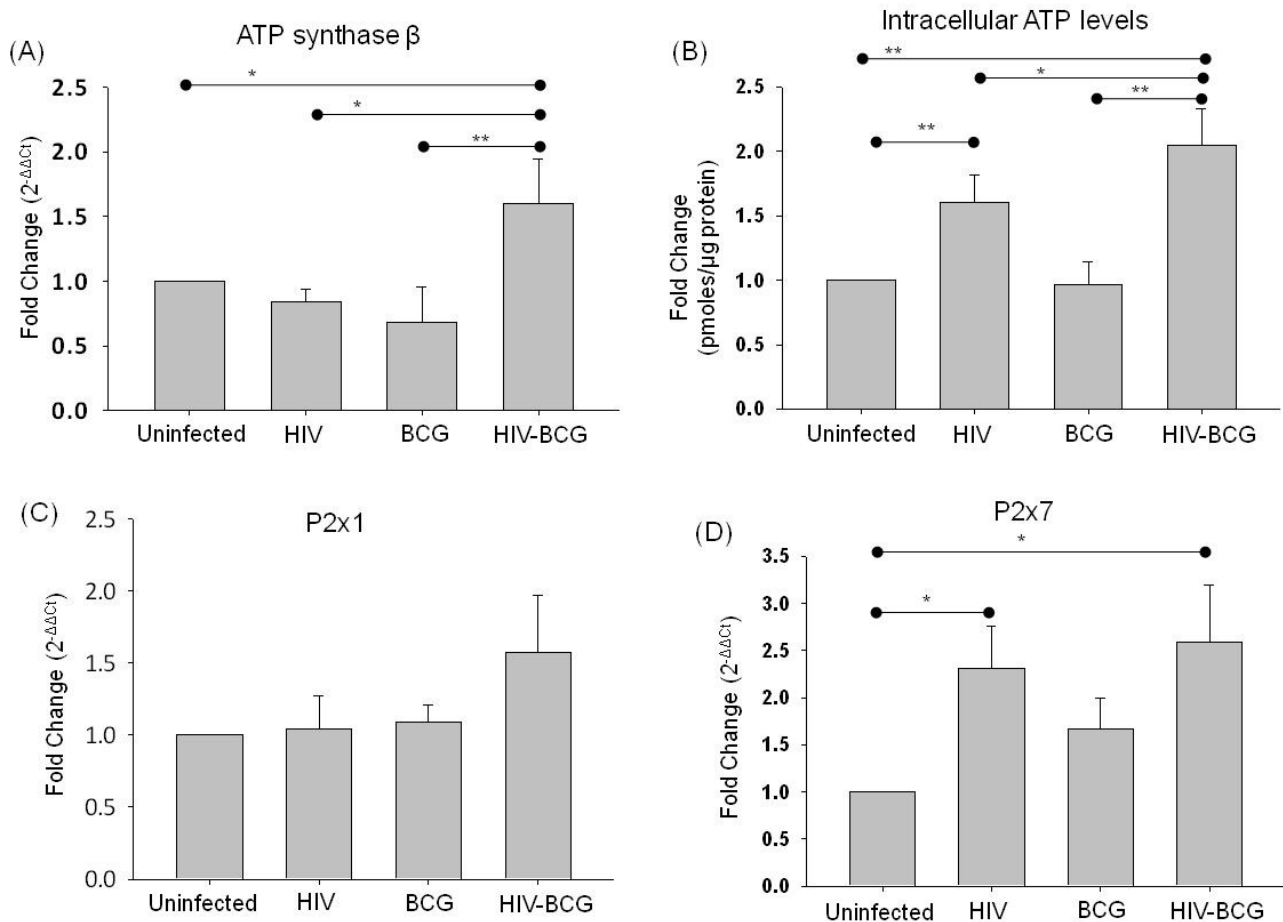 (A)
ATP synthase β
* 
*
**
Fold Change (2-ΔΔCt)
2.5
2.0
1.5
1.0
0.5
0.0
Uninfected HIV BCG HIV-BCG
(B)
Intracellular ATP levels
**
*
**
**
Fold Change
(pmoles/µg protein)
2.5
2.0
1.5
1.0
0.5
0.0
Uninfected HIV BCG HIV-BCG
(C)
P2x1
Fold Change (2-ΔΔCt)
2.5
2.0
1.5
1.0
0.5
0.0
Uninfected HIV BCG HIV-BCG
(D)
P2x7
*
*
Fold Change (2-ΔΔCt)
3.5
3.0
2.5
2.0
1.5
1.0
0.5
0.0
Uninfected HIV BCG HIV-BCG